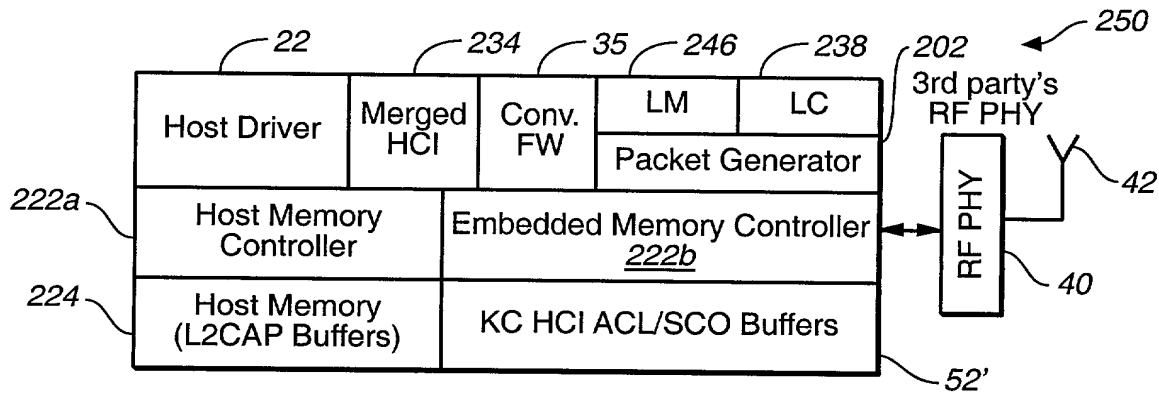 22
234
35
246
238
202
250
Host Driver
Merged
HCI
Conv.
FW
LM
LC
Packet Generator
3rd party's
RF PHY
42
222a
Host Memory
Controller
Embedded Memory Controller
222b
RF PHY
40
224
Host Memory
(L2CAP Buffers)
KC HCI ACL/SCO Buffers
52'